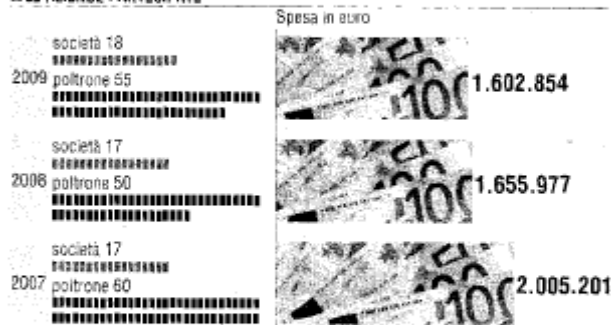 Spesa in euro
società 18
2009 poltrone 55
1.602.854
società 17
2008 poltrone 50
1.655.977
società 17
2007 poltrone 60
2.005.201